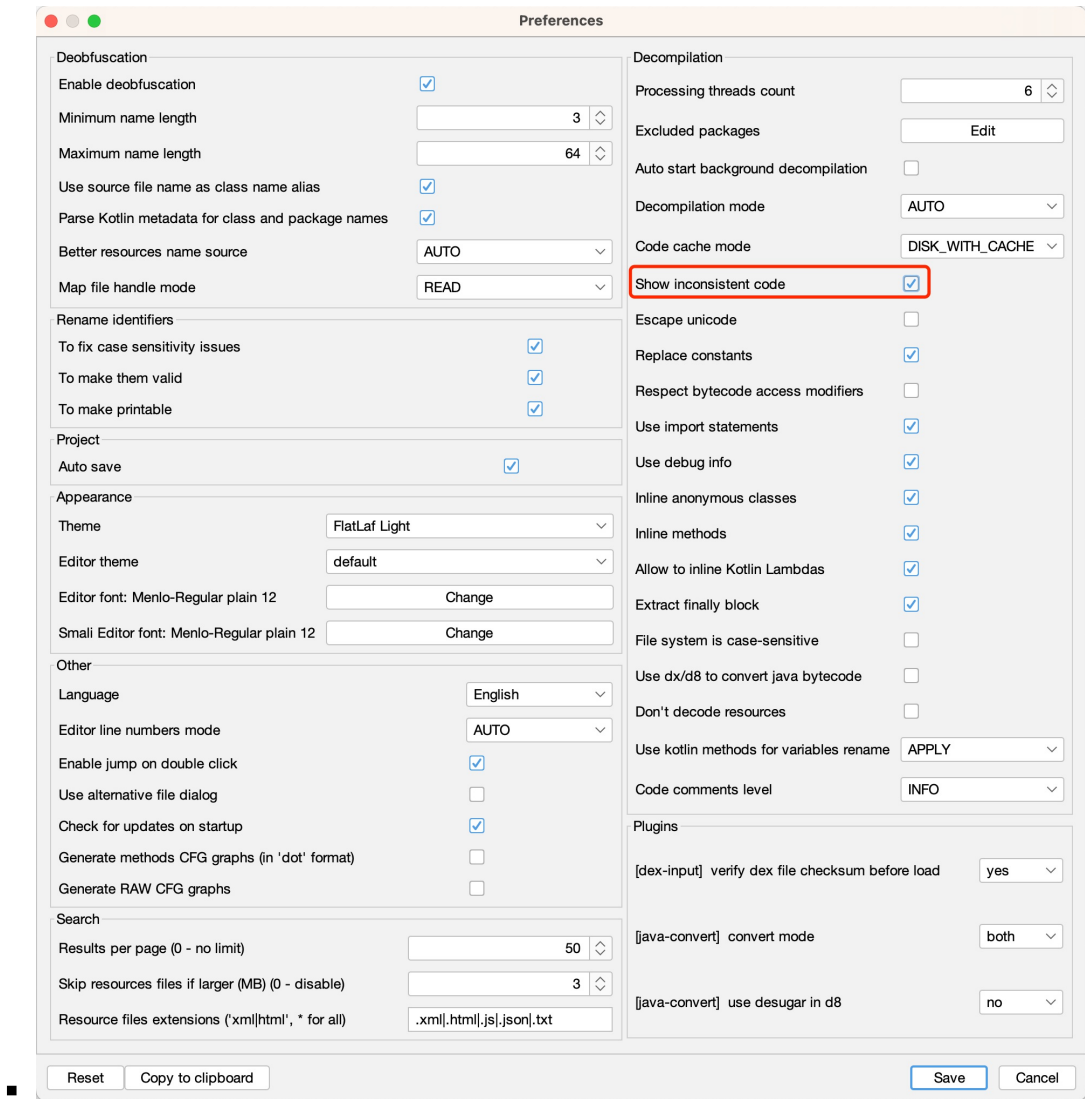 Preferences
Deobfuscation
Enable deobfuscation
Minimum name length 3
Maximum name length 64
Use source file name as class name alias
Parse Kotlin metadata for class and package names
Better resources name source AUTO
Map file handle mode READ
Rename identifiers
To fix case sensitivity issues
To make them valid
To make printable
Project
Auto save
Appearance
Theme FlatLaf Light
Editor theme default
Editor font: Menlo-Regular plain 12 Change
Smali Editor font: Menlo-Regular plain 12 Change
Other
Language English
Editor line numbers mode AUTO
Enable jump on double click
Use alternative file dialog
Check for updates on startup
Generate methods CFG graphs (in 'dot' format)
Generate RAW CFG graphs
Search
Results per page (0 - no limit) 50
Skip resources files if larger (MB) (0 - disable) 3
Resource files extensions ('xml|html', * for all) .xml|.html|.js|.json|.txt
Decompilation
Processing threads count 6
Excluded packages Edit
Auto start background decompilation
Decompilation mode AUTO
Code cache mode DISK_WITH_CACHE
Show inconsistent code
Escape unicode
Replace constants
Respect bytecode access modifiers
Use import statements
Use debug info
Inline anonymous classes
Inline methods
Allow to inline Kotlin Lambdas
Extract finally block
File system is case-sensitive
Use dx/d8 to convert java bytecode
Don't decode resources
Use kotlin methods for variables rename APPLY
Code comments level INFO
Plugins
[dex-input] verify dex file checksum before load yes
[java-convert] convert mode both
[java-convert] use desugar in d8 no
Reset Copy to clipboard Save Cancel